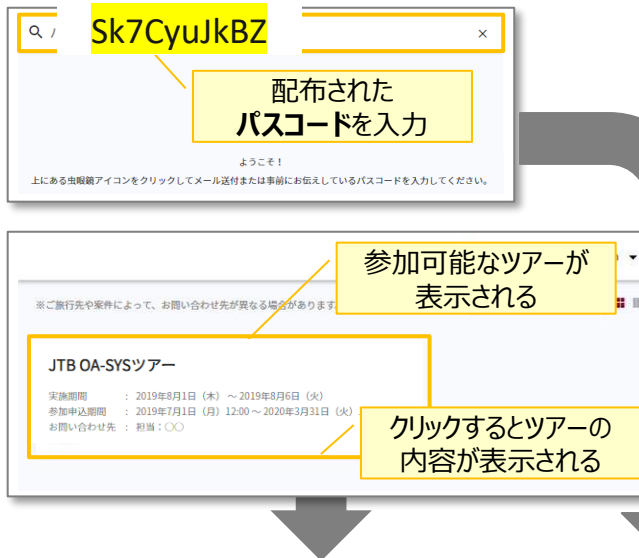 Sk7CyuJkBZ
配布された
パスコードを入力
ようこそ！
上にある虫眼鏡アイコンをクリックしてメール送付または事前にお伝えしているパスコードを入力してください。
参加可能なツアーが
表示される
※ご旅行先や案件によって、お問い合わせ先が異なる場合があります
JTB OA-SYSツアー
実施期間 : 2019年8月1日（木）～2019年8月6日（火）
参加申込期間 : 2019年7月1日（月）12:00～2020年3月31日（火）
お問い合わせ先 : 担当：〇〇
クリックするとツアーの
内容が表示される